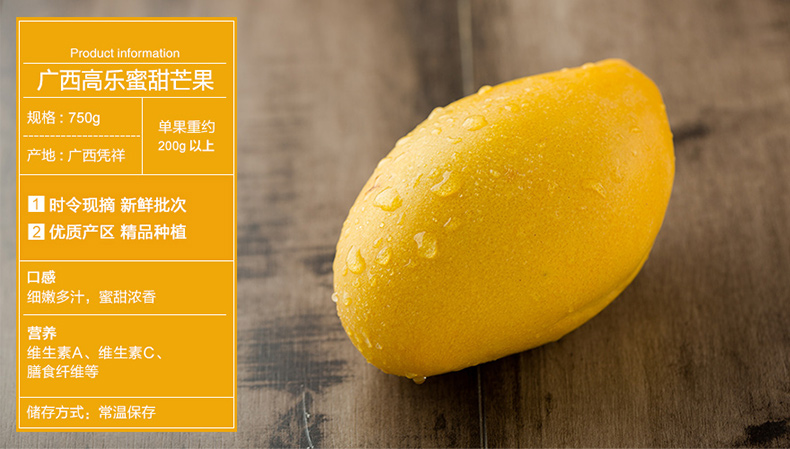 Product information
广西高乐蜜甜芒果
规格：750g
单果重约
200g 以上
产地：广西凭祥
1 时令现摘 新鲜批次
2 优质产区 精品种植
口感
细嫩多汁，蜜甜浓香
营养
维生素A、维生素C、
膳食纤维等
储存方式：常温保存